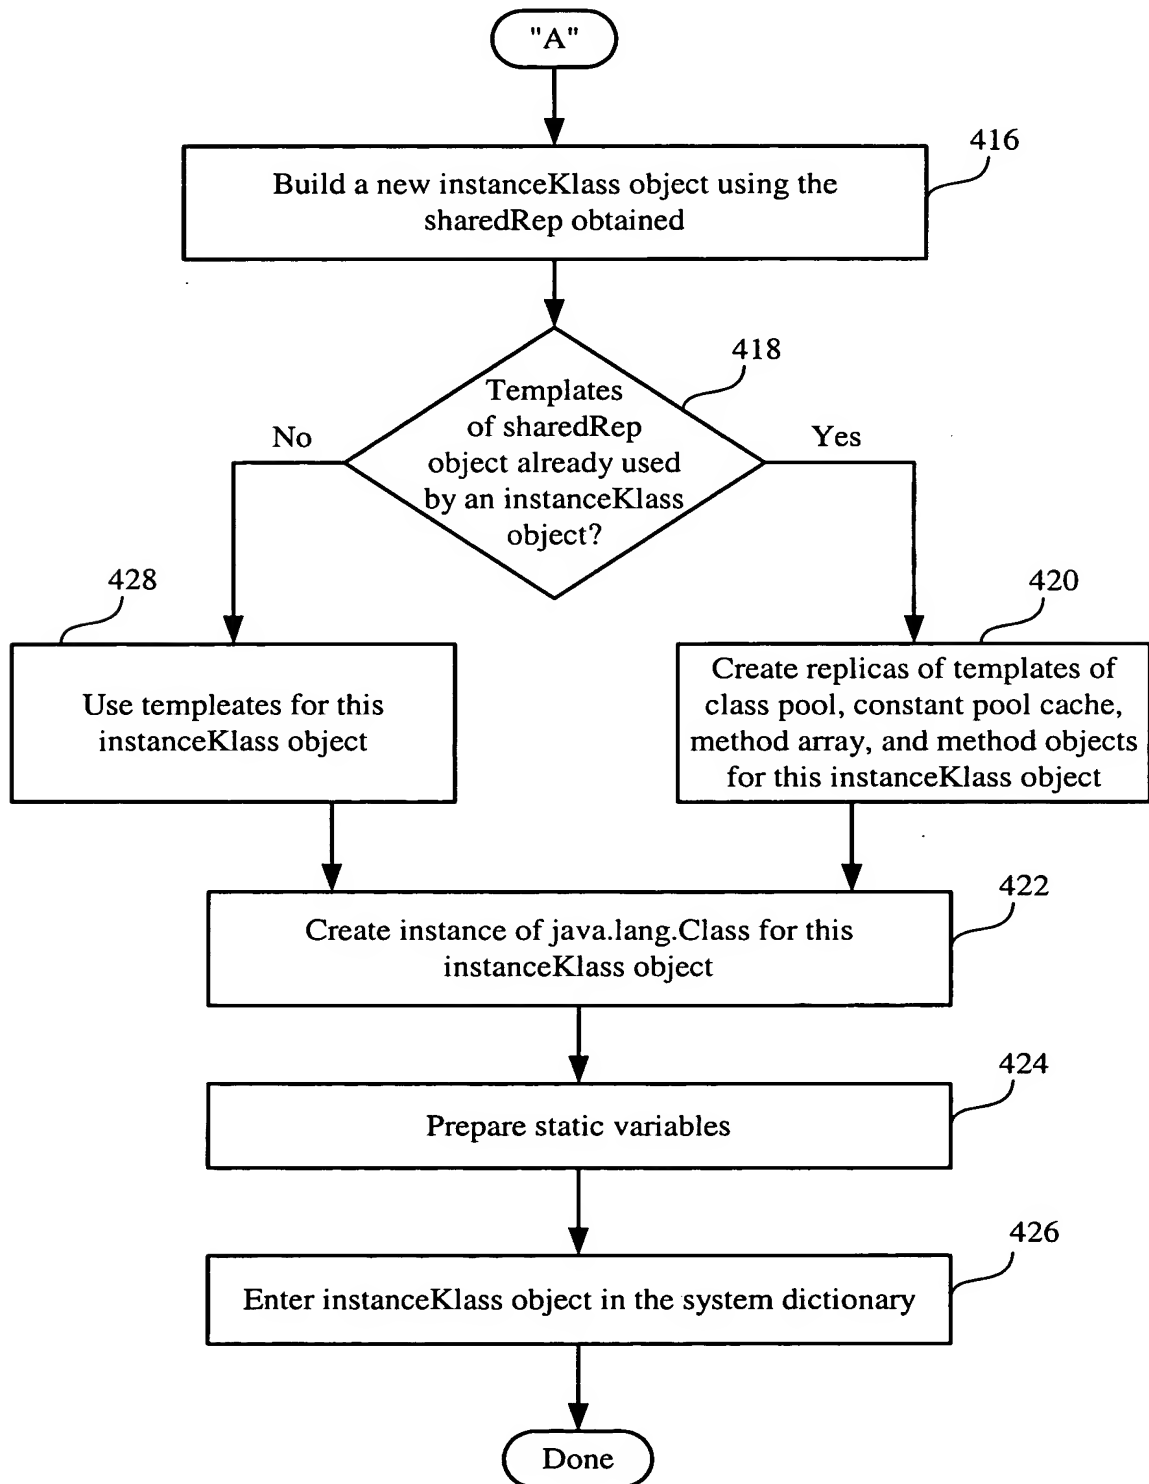 "A"
416
Build a new instanceKlass object using the
sharedRep obtained
418
Templates
of sharedRep
object already used
by an instanceKlass
object?
No
Yes
428
Use templeates for this
instanceKlass object
420
Create replicas of templates of
class pool, constant pool cache,
method array, and method objects
for this instanceKlass object
422
Create instance of java.lang.Class for this
instanceKlass object
424
Prepare static variables
426
Enter instanceKlass object in the system dictionary
Done